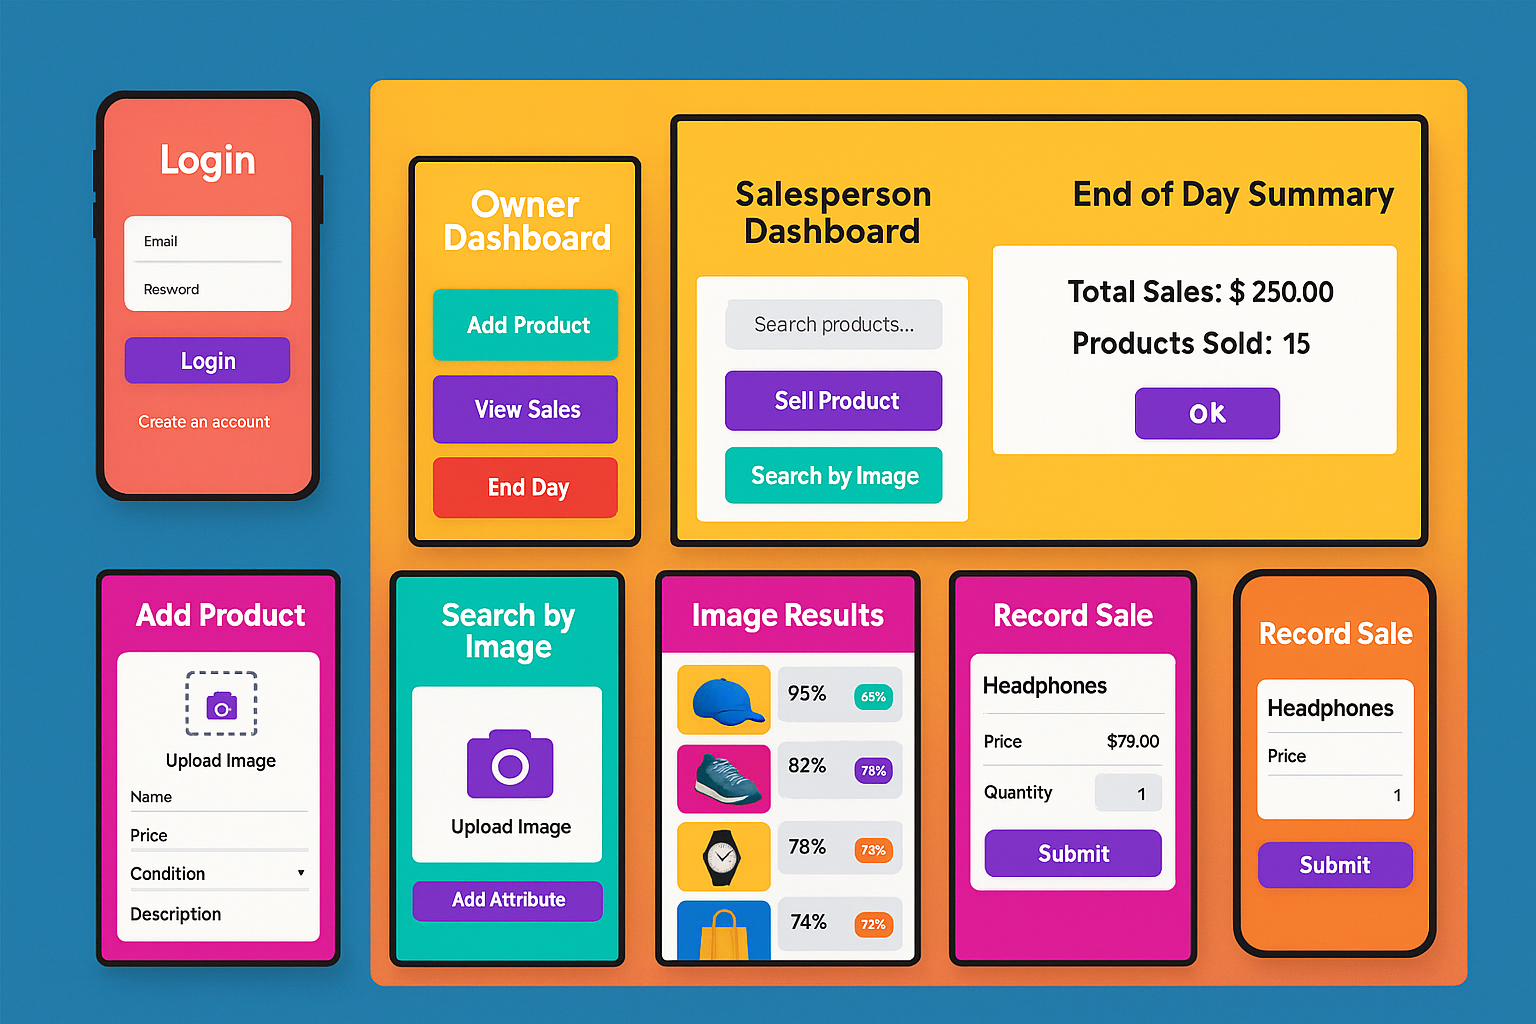 Login
Email
Resword
Login
Create an account
Owner
Dashboard
Add Product
View Sales
End Day
Salesperson
Dashboard
Search products...
Sell Product
Search by Image
End of Day Summary
Total Sales: $ 250.00
Products Sold: 15
OK
Add Product
Upload Image
Name
Price
Condition
Description
Search by
Image
Upload Image
Add Attribute
Image Results
95% 65%
82% 78%
78% 73%
74% 72%
Record Sale
Headphones
Price $79.00
Quantity 1
Submit
Record Sale
Headphones
Price
1
Submit